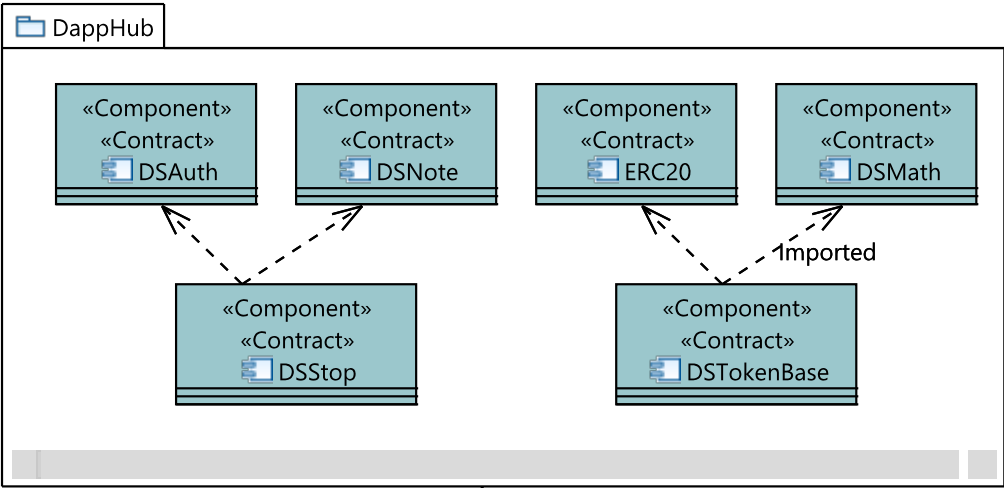 DappHub
«Component»
«Contract»
DSAuth
«Component»
«Contract»
DSNote
«Component»
«Contract»
ERC20
«Component»
«Contract»
DSMath
Imported
«Component»
«Contract»
DSStop
«Component»
«Contract»
DSTokenBase